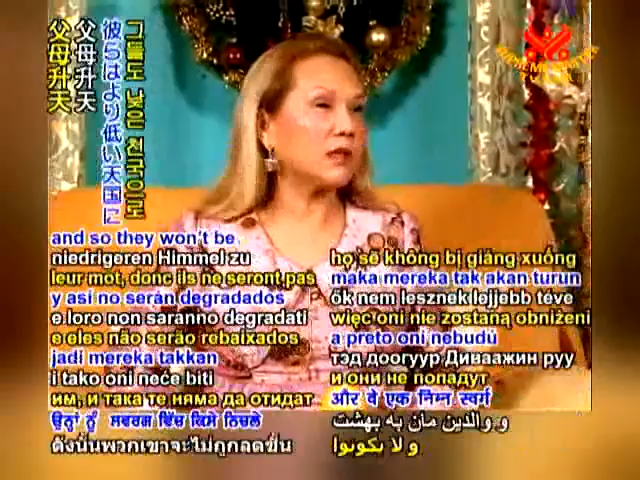 父母升天
父母升天
彼らはより低い天国に
그들도 낮은 천국으로
and so they won't be
niedrigeren Himmel zu
leur mot, donc ils ne seront pas
y así no serán degradados
e loro non saranno degradati
e eles não serão rebaixados
jadi mereka takkan
i tako oni neće biti
им, и така те няма да отидат
ਉਨ੍ਹਾਂ ਨੂੰ ਸਵਰਗ ਵਿੱਚ ਕਿਸੇ ਨਿਚਲੇ
ดังนั้นพวกเขาจะไม่ถูกลดชั้น
họ sẽ không bị giáng xuống
maka mereka tak akan turun
ők nem lesznek lejjebb téve
więc oni nie zostaną obniżeni
a preto oni nebudú
тэд доогуур Диваажин руу
и они не попадут
और वे एक निम्न स्वर्ग
و والدین مان به بهشت
و لا يكونوا